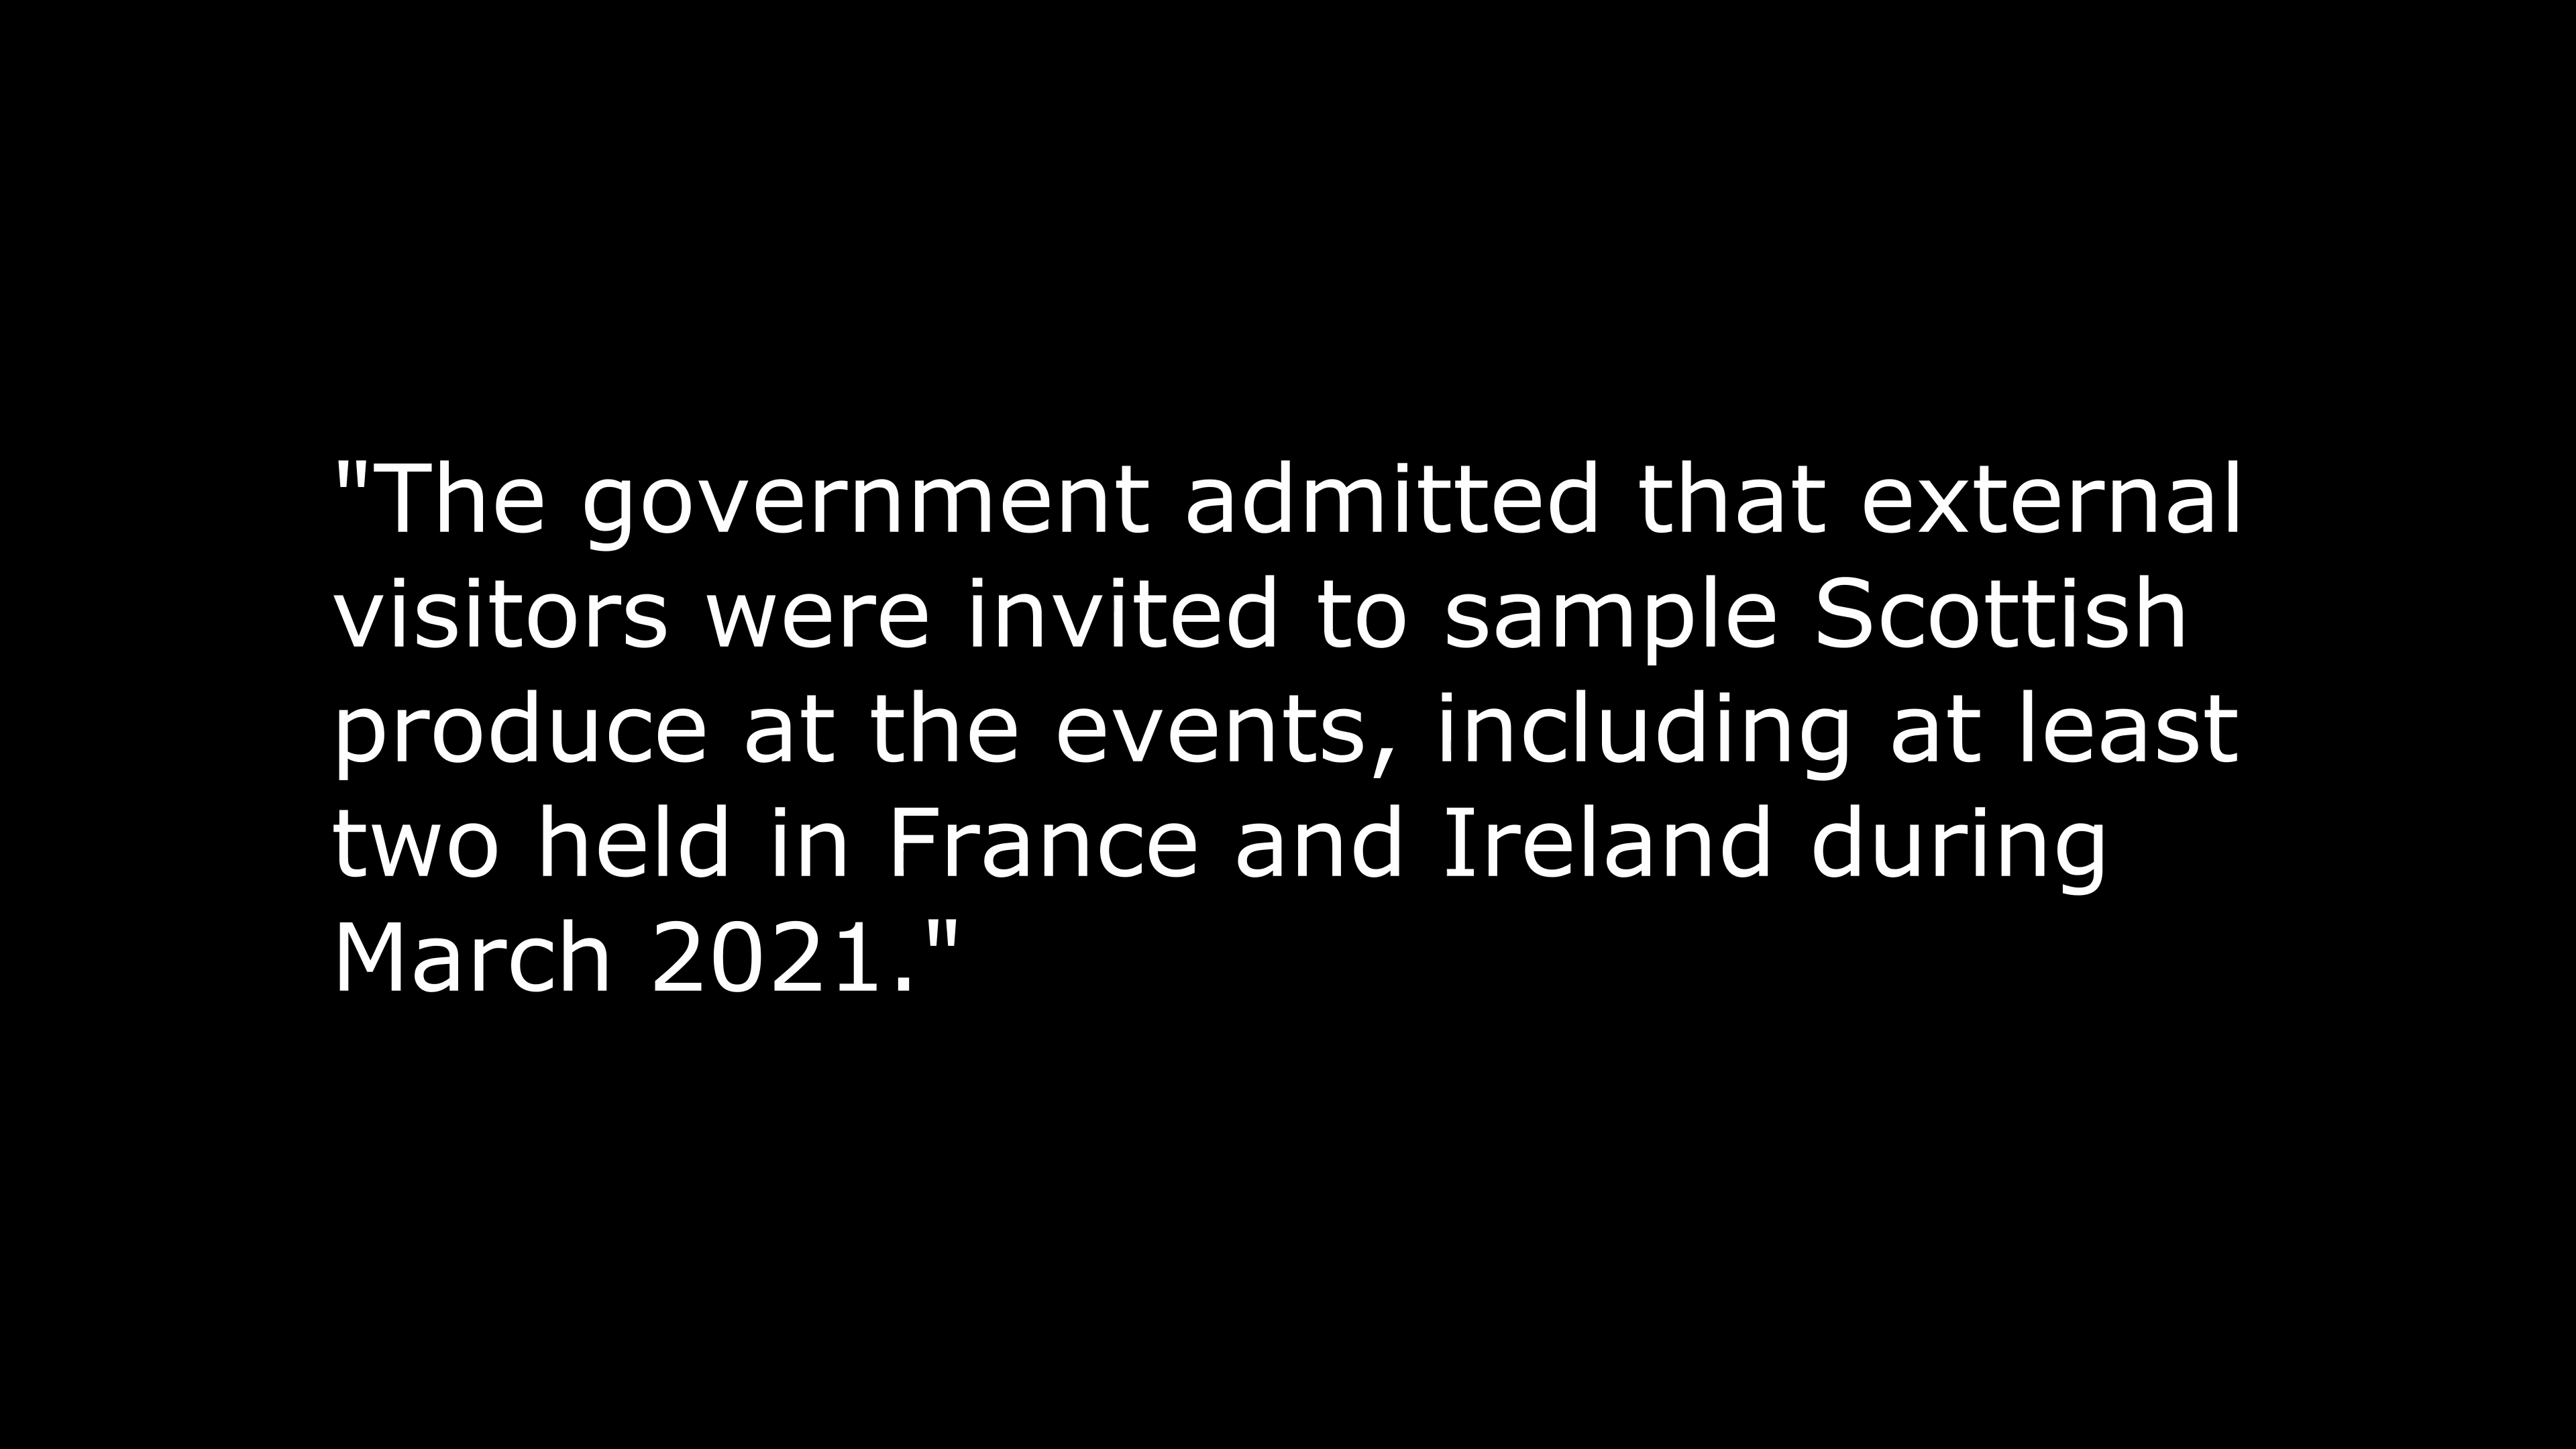 "The government admitted that external
visitors were invited to sample Scottish
produce at the events, including at least
two held in France and Ireland during
March 2021."